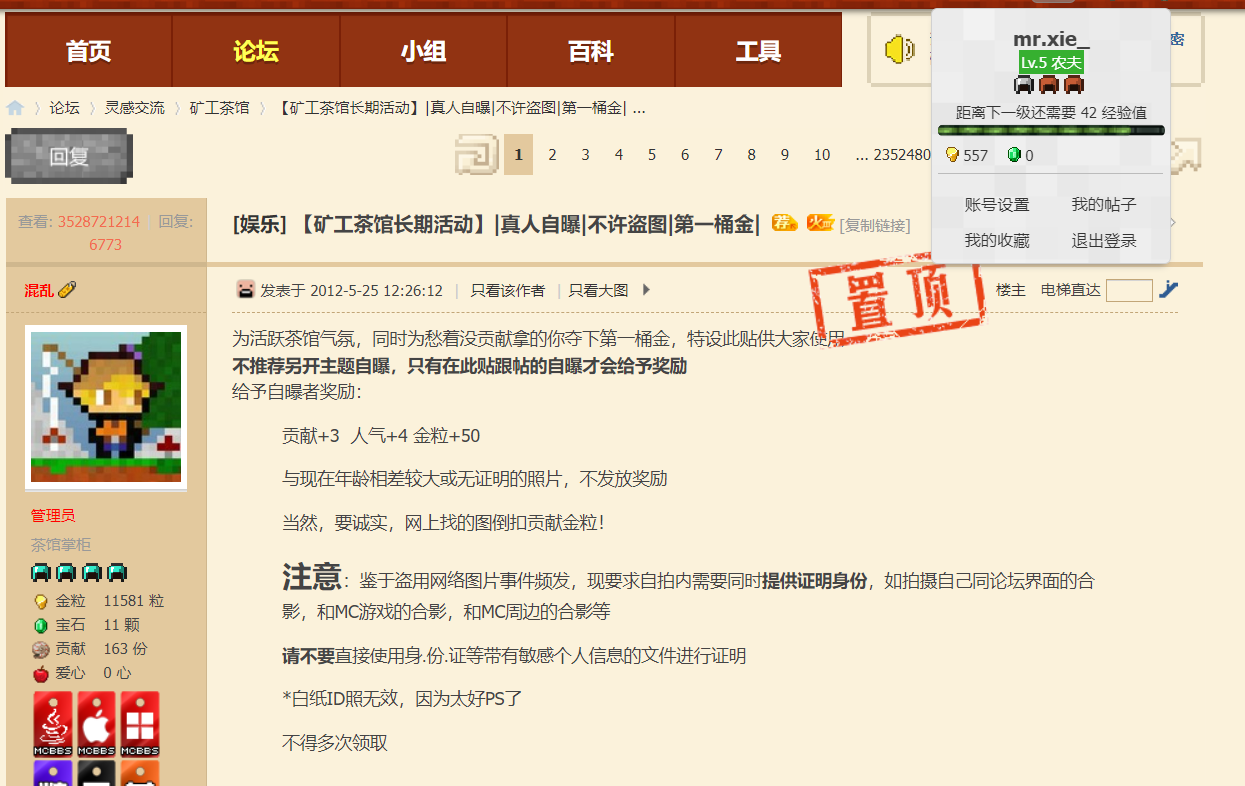 首页 论坛 小组 百科 工具
密
mr.xie_
Lv.5 农夫
距离下一级还需要 42 经验值
557 0
账号设置 我的帖子
我的收藏 退出登录
论坛 灵感交流 矿工茶馆 【矿工茶馆长期活动】|真人自曝|不许盗图|第一桶金| ...
回复
1 2 3 4 5 6 7 8 9 10 ... 2352480
查看: 3528721214 回复:
6773
[娱乐] 【矿工茶馆长期活动】|真人自曝|不许盗图|第一桶金| 荐 火 [复制链接]
混乱
发表于 2012-5-25 12:26:12 | 只看该作者 | 只看大图
置顶
楼主 电梯直达
为活跃茶馆气氛，同时为愁着没贡献拿的你夺下第一桶金，特设此贴供大家使用
不推荐另开主题自曝，只有在此贴跟帖的自曝才会给予奖励
给予自曝者奖励：
贡献+3 人气+4 金粒+50
与现在年龄相差较大或无证明的照片，不发放奖励
当然，要诚实，网上找的图倒扣贡献金粒！
注意：鉴于盗用网络图片事件频发，现要求自拍内需要同时提供证明身份，如拍摄自己同论坛界面的合
影，和MC游戏的合影，和MC周边的合影等
请不要直接使用身.份.证等带有敏感个人信息的文件进行证明
*白纸ID照无效，因为太好PS了
不得多次领取
管理员
茶馆掌柜
金粒 11581 粒
宝石 11 颗
贡献 163 份
爱心 0 心
MCBBS MCBBS MCBBS